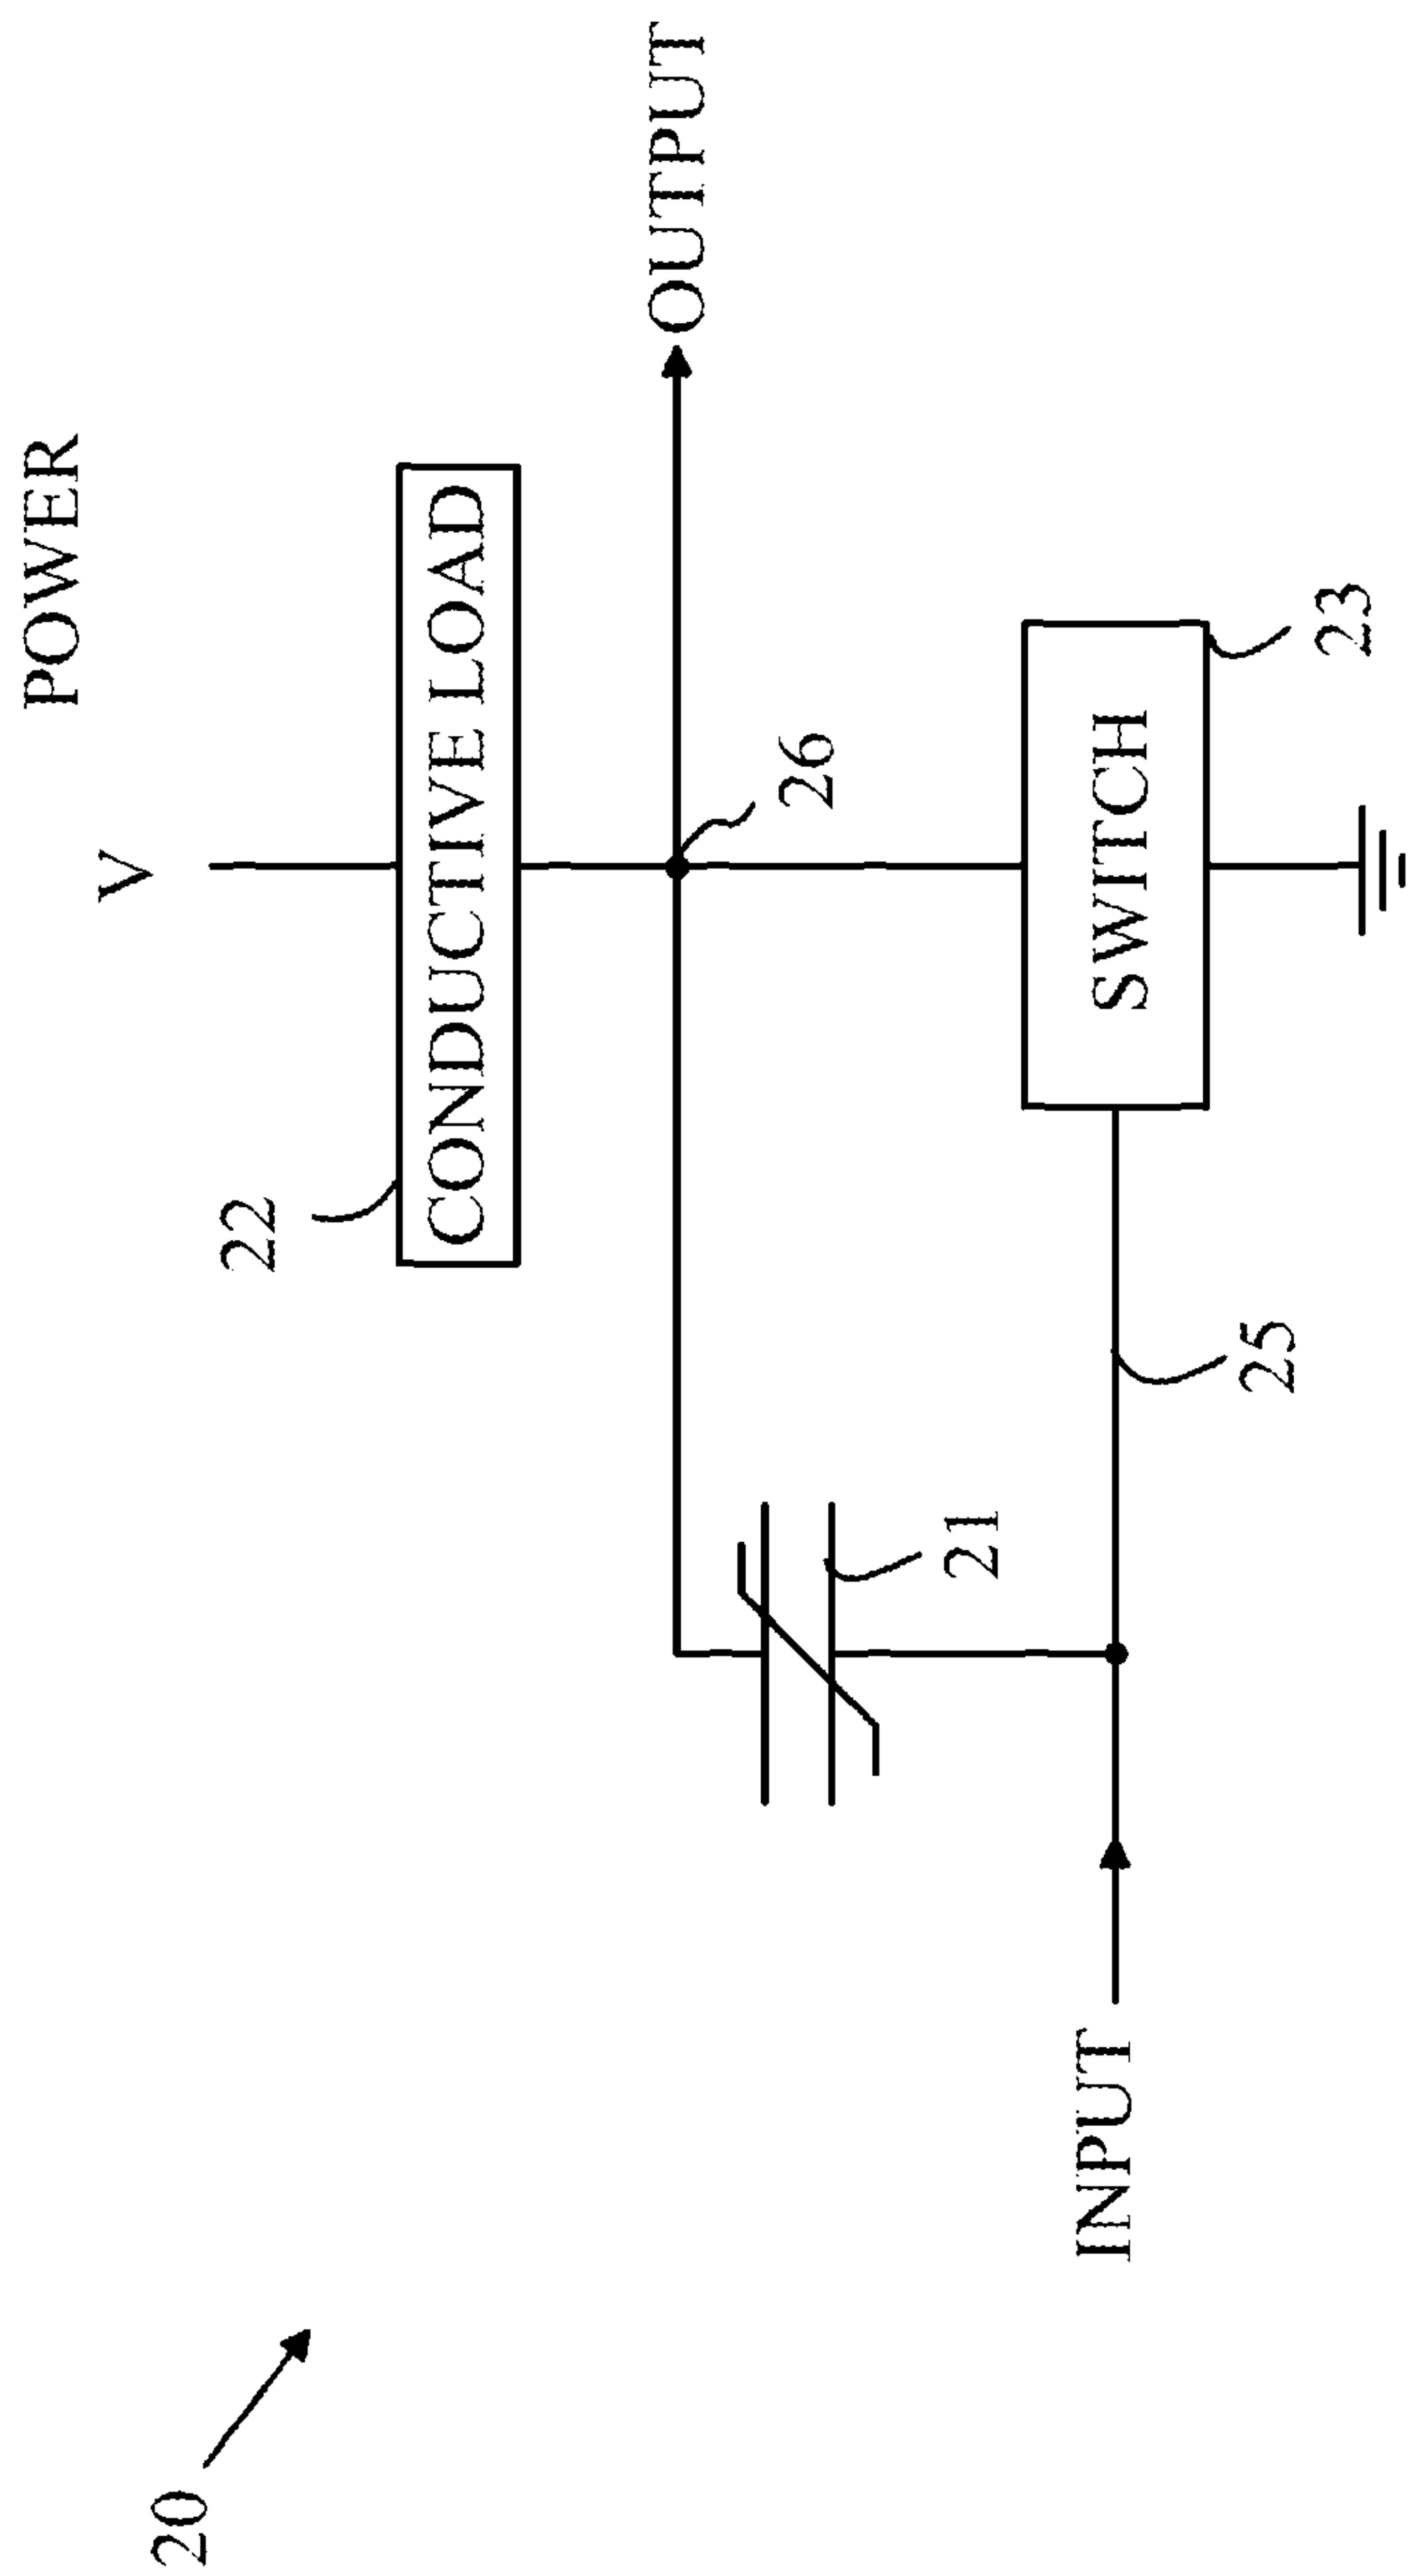 20
POWER
V
22
CONDUCTIVE LOAD
OUTPUT
26
21
25
SWITCH
23
INPUT